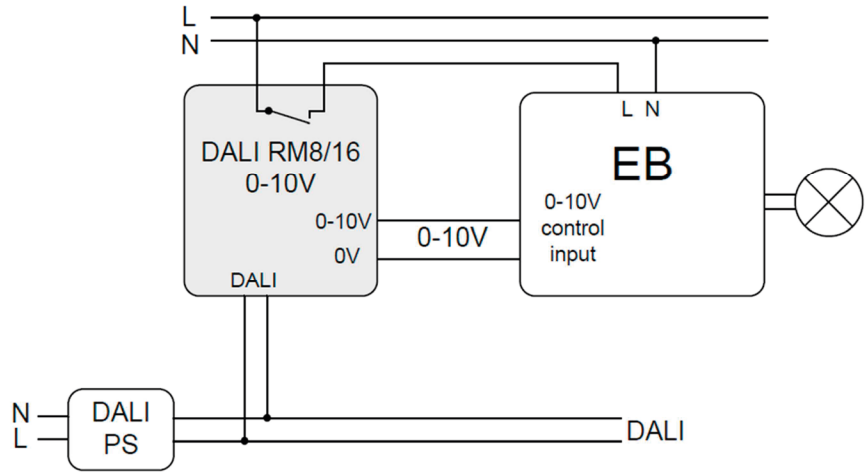 L
N
DALI RM8/16
0-10V
0-10V
0V
DALI
0-10V
L N
EB
0-10V
control
input
N
L
DALI
PS
DALI